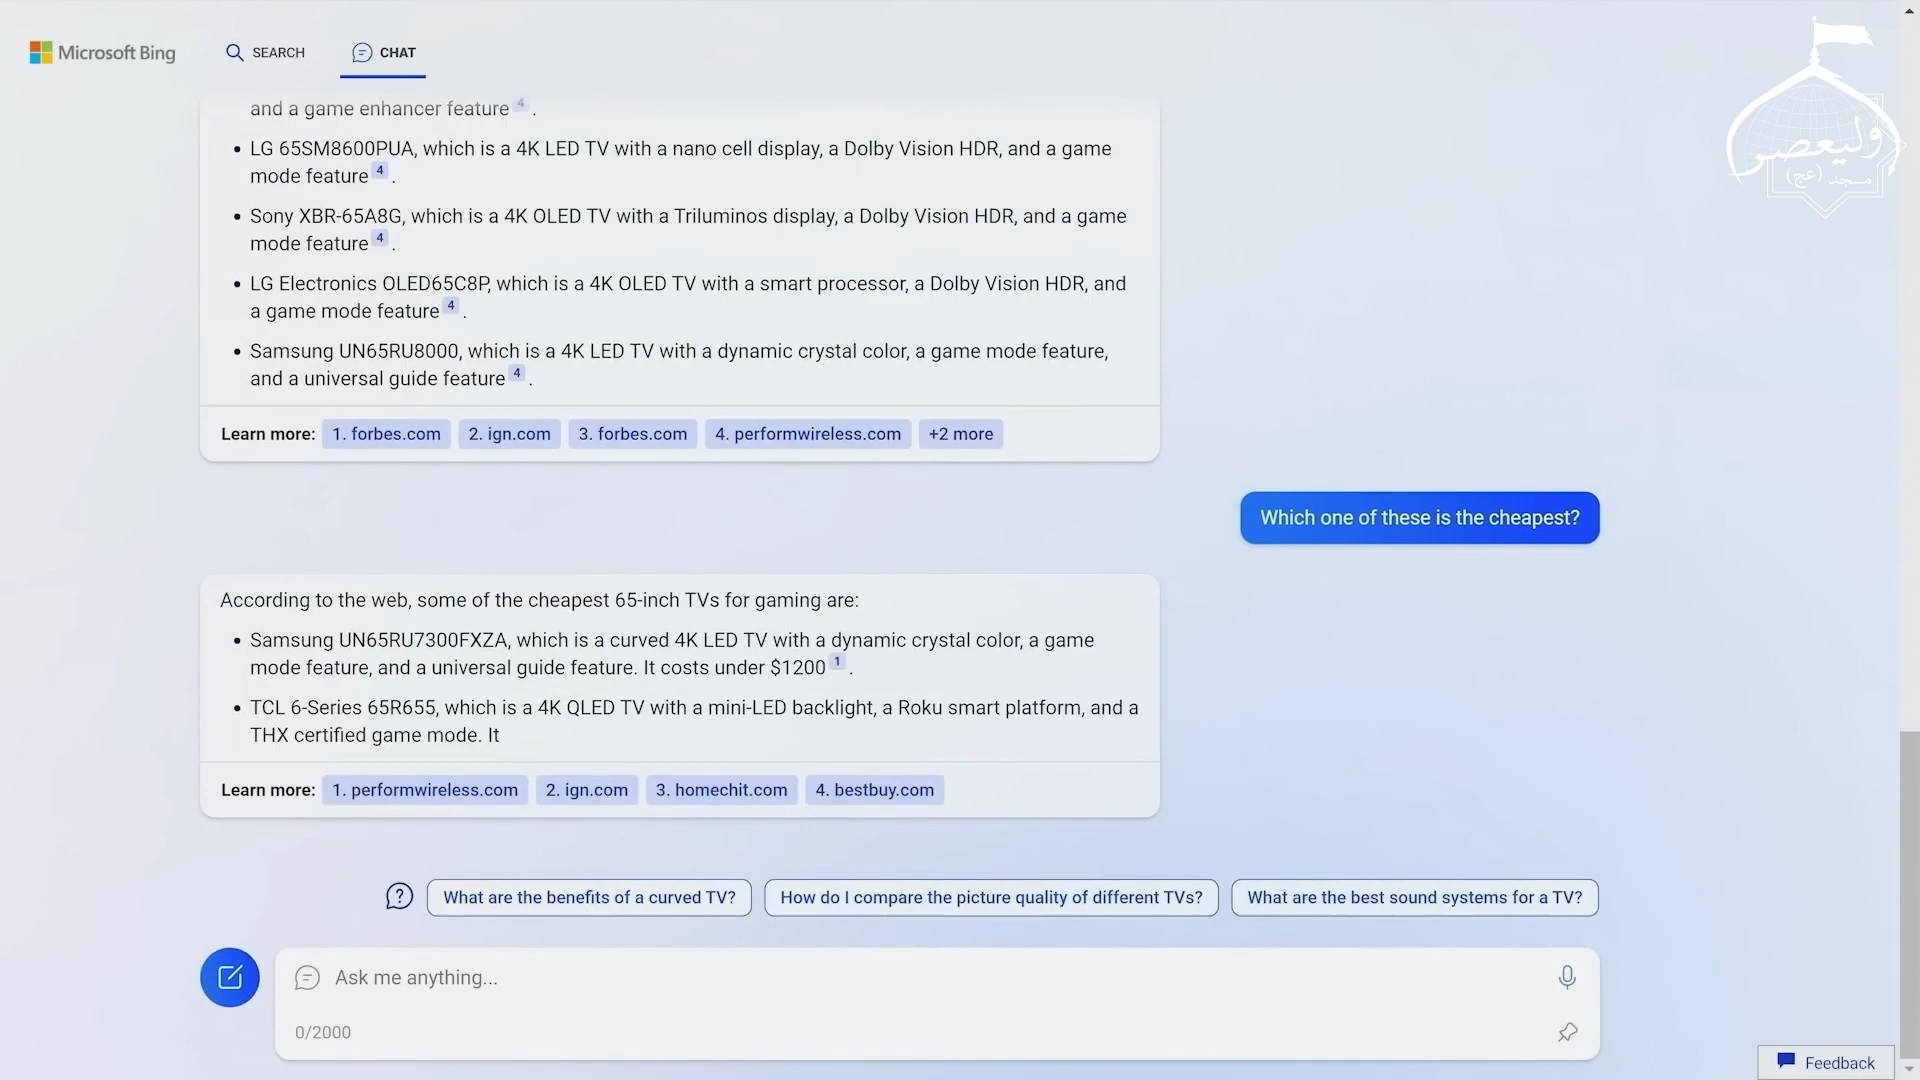 Microsoft Bing
SEARCH
CHAT
وليعصر
مسجد (عج)
and a game enhancer feature 4 .
• LG 65SM8600PUA, which is a 4K LED TV with a nano cell display, a Dolby Vision HDR, and a game
mode feature 4 .
• Sony XBR-65A8G, which is a 4K OLED TV with a Triluminos display, a Dolby Vision HDR, and a game
mode feature 4 .
• LG Electronics OLED65C8P, which is a 4K OLED TV with a smart processor, a Dolby Vision HDR, and
a game mode feature 4 .
• Samsung UN65RU8000, which is a 4K LED TV with a dynamic crystal color, a game mode feature,
and a universal guide feature 4 .
Learn more: 1. forbes.com 2. ign.com 3. forbes.com 4. performwireless.com +2 more
Which one of these is the cheapest?
According to the web, some of the cheapest 65-inch TVs for gaming are:
• Samsung UN65RU7300FXZA, which is a curved 4K LED TV with a dynamic crystal color, a game
mode feature, and a universal guide feature. It costs under $1200 1 .
• TCL 6-Series 65R655, which is a 4K QLED TV with a mini-LED backlight, a Roku smart platform, and a
THX certified game mode. It
Learn more: 1. performwireless.com 2. ign.com 3. homechit.com 4. bestbuy.com
What are the benefits of a curved TV?
How do I compare the picture quality of different TVs?
What are the best sound systems for a TV?
Ask me anything...
0/2000
Feedback